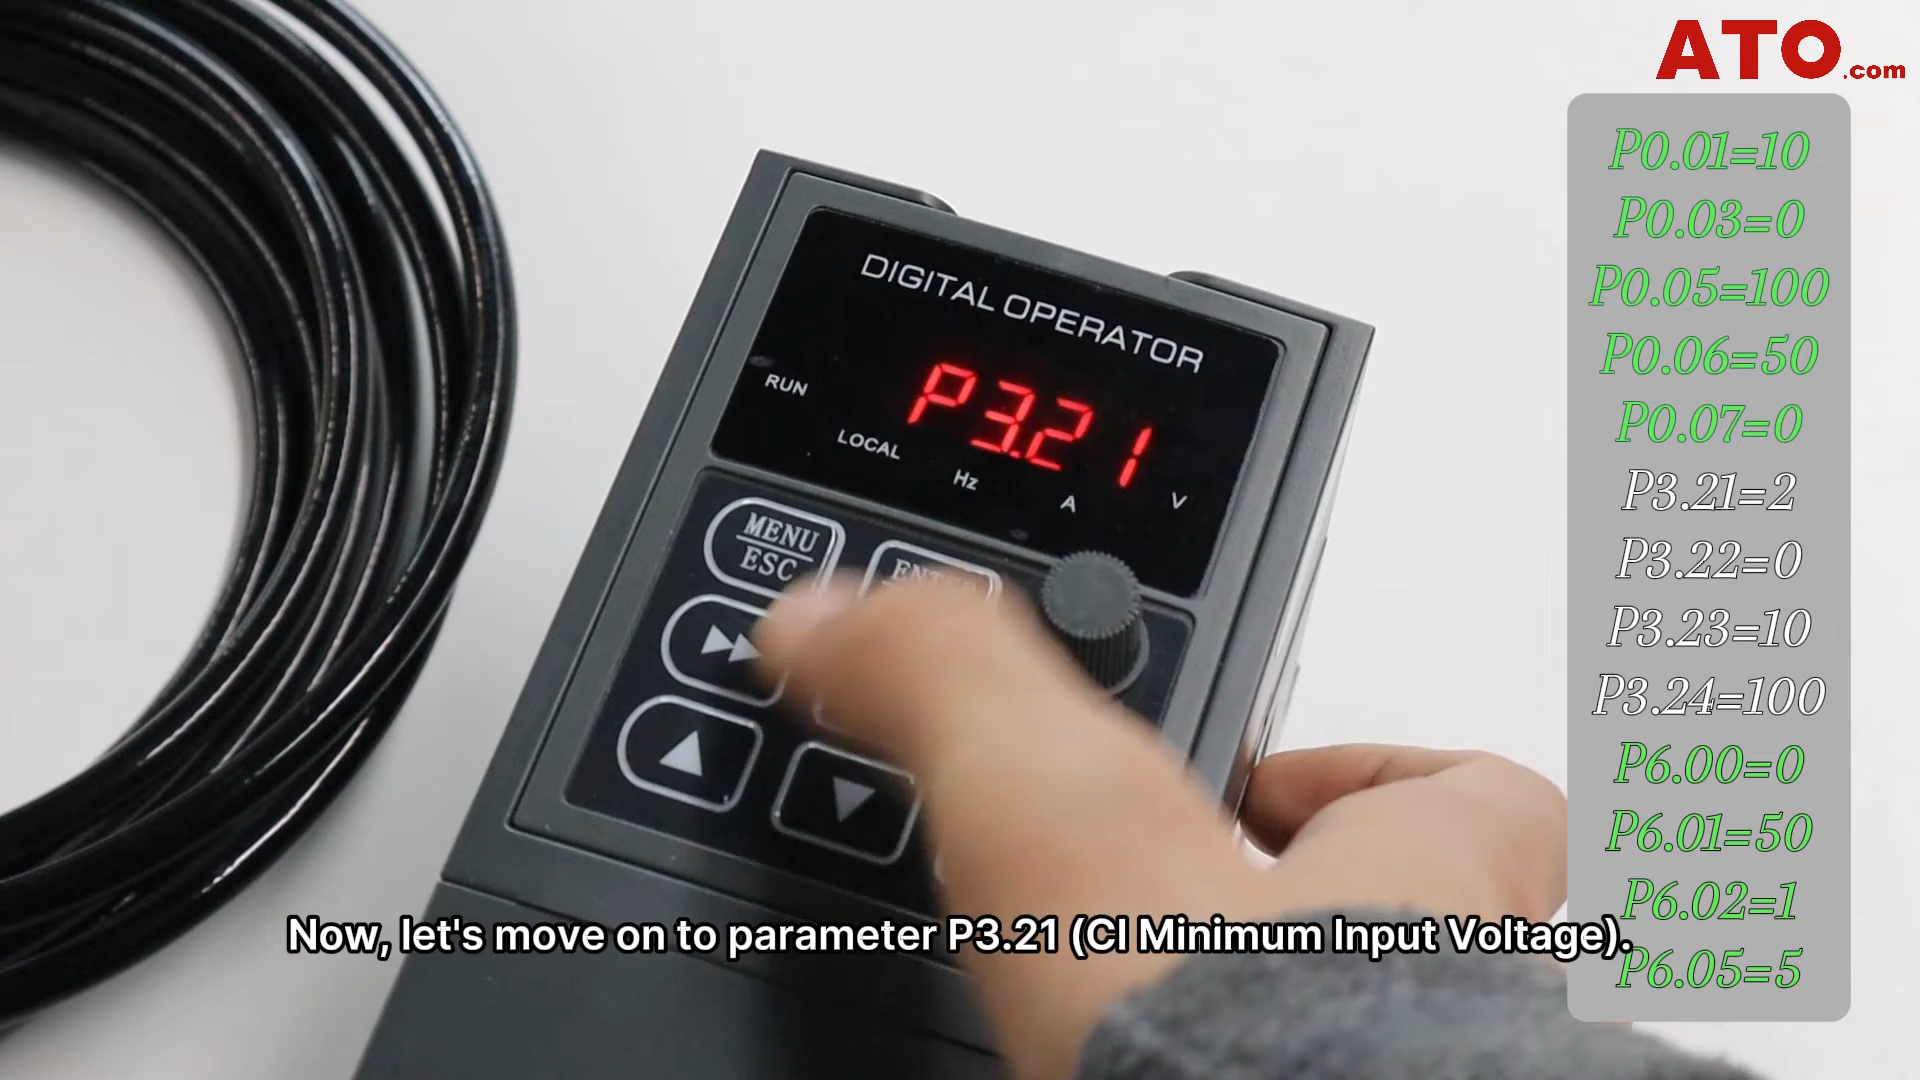 ATO.com
P0.01=10
P0.03=0
P0.05=100
P0.06=50
P0.07=0
P3.21=2
P3.22=0
P3.23=10
P3.24=100
P6.00=0
P6.01=50
P6.02=1
P6.05=5
DIGITAL OPERATOR
P3.21
RUN
LOCAL
Hz
A
V
MENU
ESC
Now, let's move on to parameter P3.21 (CI Minimum Input Voltage).